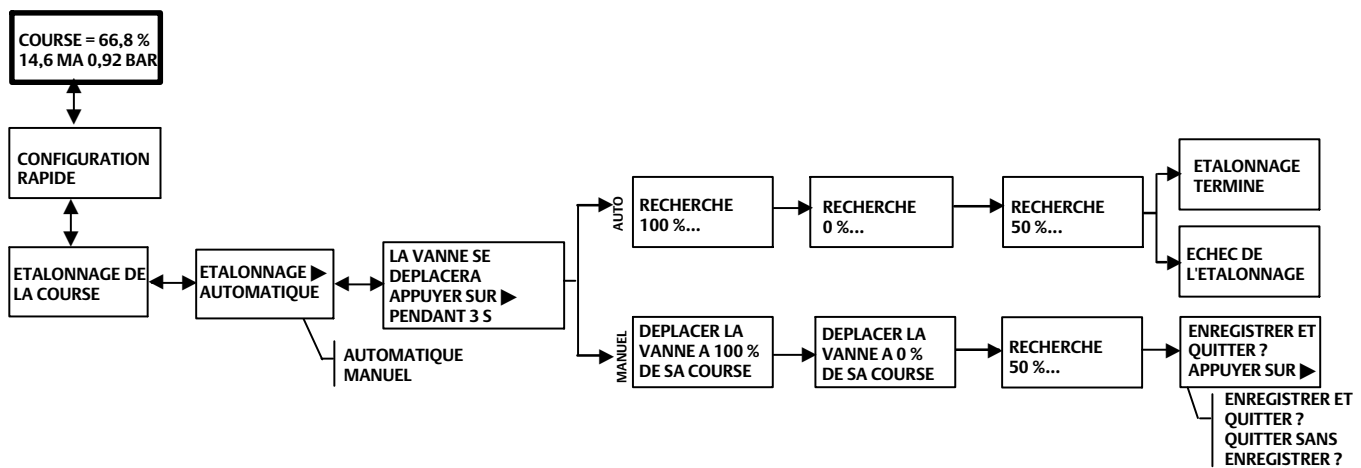 COURSE = 66,8 %
14,6 MA 0,92 BAR
CONFIGURATION
RAPIDE
ETALONNAGE DE
LA COURSE
ETALONNAGE ▶
AUTOMATIQUE
AUTOMATIQUE
MANUEL
LA VANNE SE
DEPLACERA
APPUYER SUR ▶
PENDANT 3 S
AUTO
RECHERCHE
100 %...
RECHERCHE
0 %...
RECHERCHE
50 %...
ETALONNAGE
TERMINE
ECHEC DE
L'ETALONNAGE
MANUEL
DEPLACER LA
VANNE A 100 %
DE SA COURSE
DEPLACER LA
VANNE A 0 %
DE SA COURSE
RECHERCHE
50 %...
ENREGISTRER ET
QUITTER ?
APPUYER SUR ▶
ENREGISTRER ET
QUITTER ?
QUITTER SANS
ENREGISTRER ?